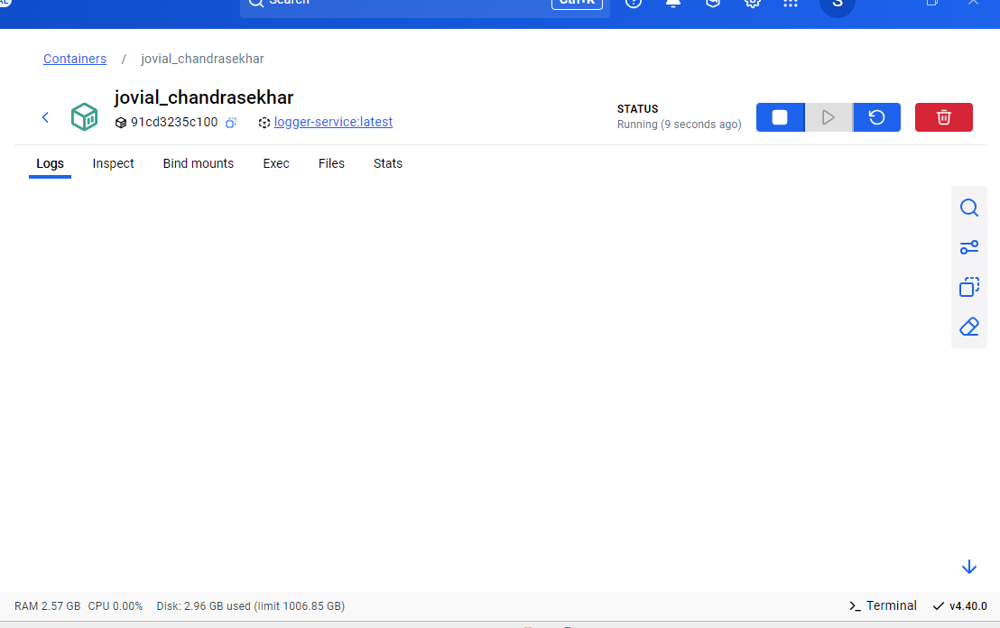 Search
Ctrl+K
S
Containers / jovial_chandrasekhar
jovial_chandrasekhar
91cd3235c100 logger-service:latest
STATUS
Running (9 seconds ago)
Logs Inspect Bind mounts Exec Files Stats
RAM 2.57 GB CPU 0.00% Disk: 2.96 GB used (limit 1006.85 GB)
Terminal
v4.40.0